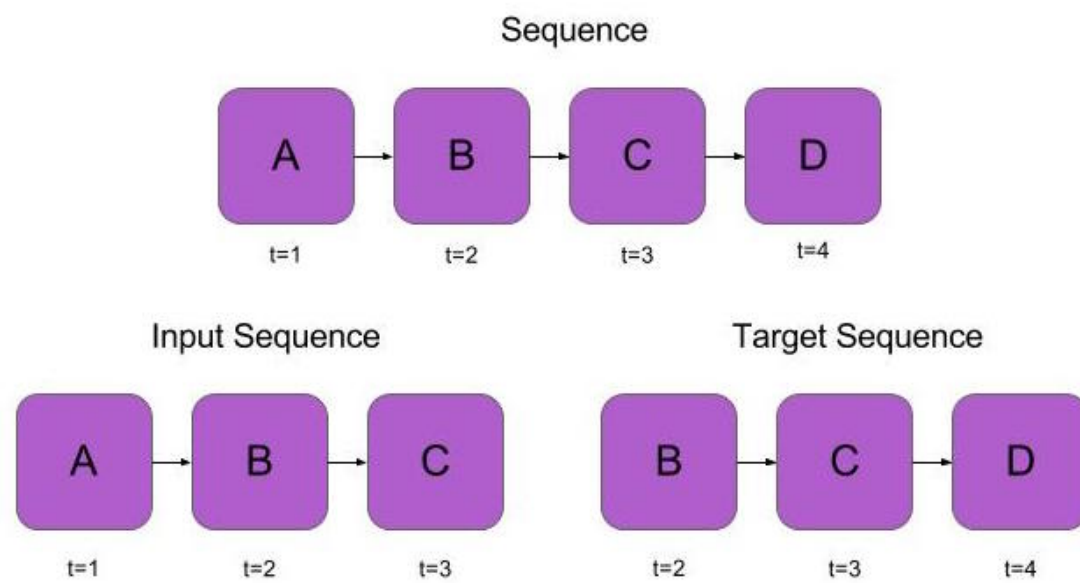 Sequence
A B C D
t=1 t=2 t=3 t=4
Input Sequence
A B C
t=1 t=2 t=3
Target Sequence
B C D
t=2 t=3 t=4